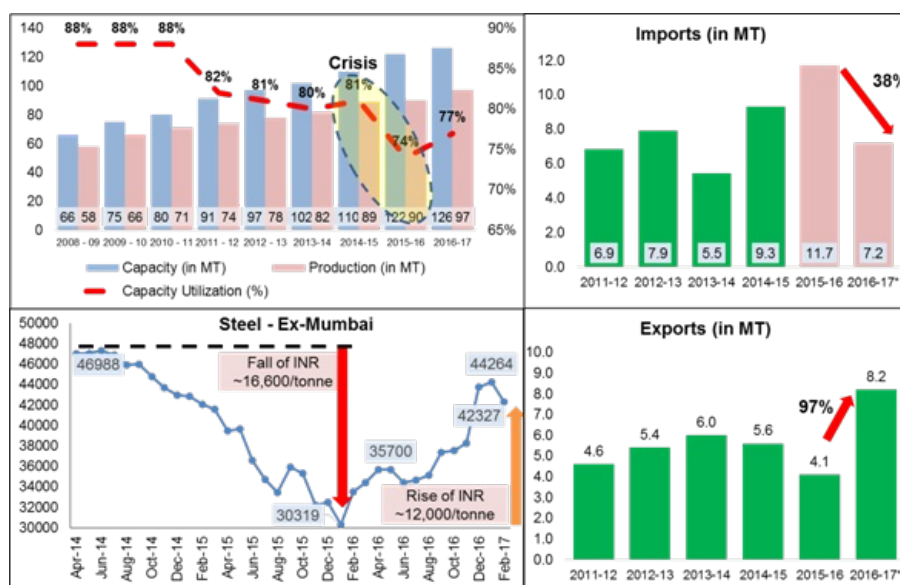 140
120
100
80
60
40
20
0
90%
85%
80%
75%
70%
65%
88% 88% 88% 82% 81% 80% 81% 74% 77%
Crisis
66 58 75 66 80 71 91 74 97 78 102 82 110 89 122 90 126 97
2008 - 09 2009 - 10 2010 - 11 2011 - 12 2012 - 13 2013-14 2014-15 2015-16 2016-17
Capacity (in MT) Production (in MT)
Capacity Utilization (%)
Imports (in MT)
12.0
10.0
8.0
6.0
4.0
2.0
0.0
38%
6.9 7.9 5.5 9.3 11.7 7.2
2011-12 2012-13 2013-14 2014-15 2015-16 2016-17*
Steel - Ex-Mumbai
50000
48000
46000
44000
42000
40000
38000
36000
34000
32000
30000
46988
Fall of INR
~16,600/tonne
44264
42327
35700
30319
Rise of INR
~12,000/tonne
Apr-14 Jun-14 Aug-14 Oct-14 Dec-14 Feb-15 Apr-15 Jun-15 Aug-15 Oct-15 Dec-15 Feb-16 Apr-16 Jun-16 Aug-16 Oct-16 Dec-16 Feb-17
Exports (in MT)
10.0
9.0
8.0
7.0
6.0
5.0
4.0
3.0
2.0
1.0
0.0
4.6 5.4 6.0 5.6 4.1 8.2
97%
2011-12 2012-13 2013-14 2014-15 2015-16 2016-17*